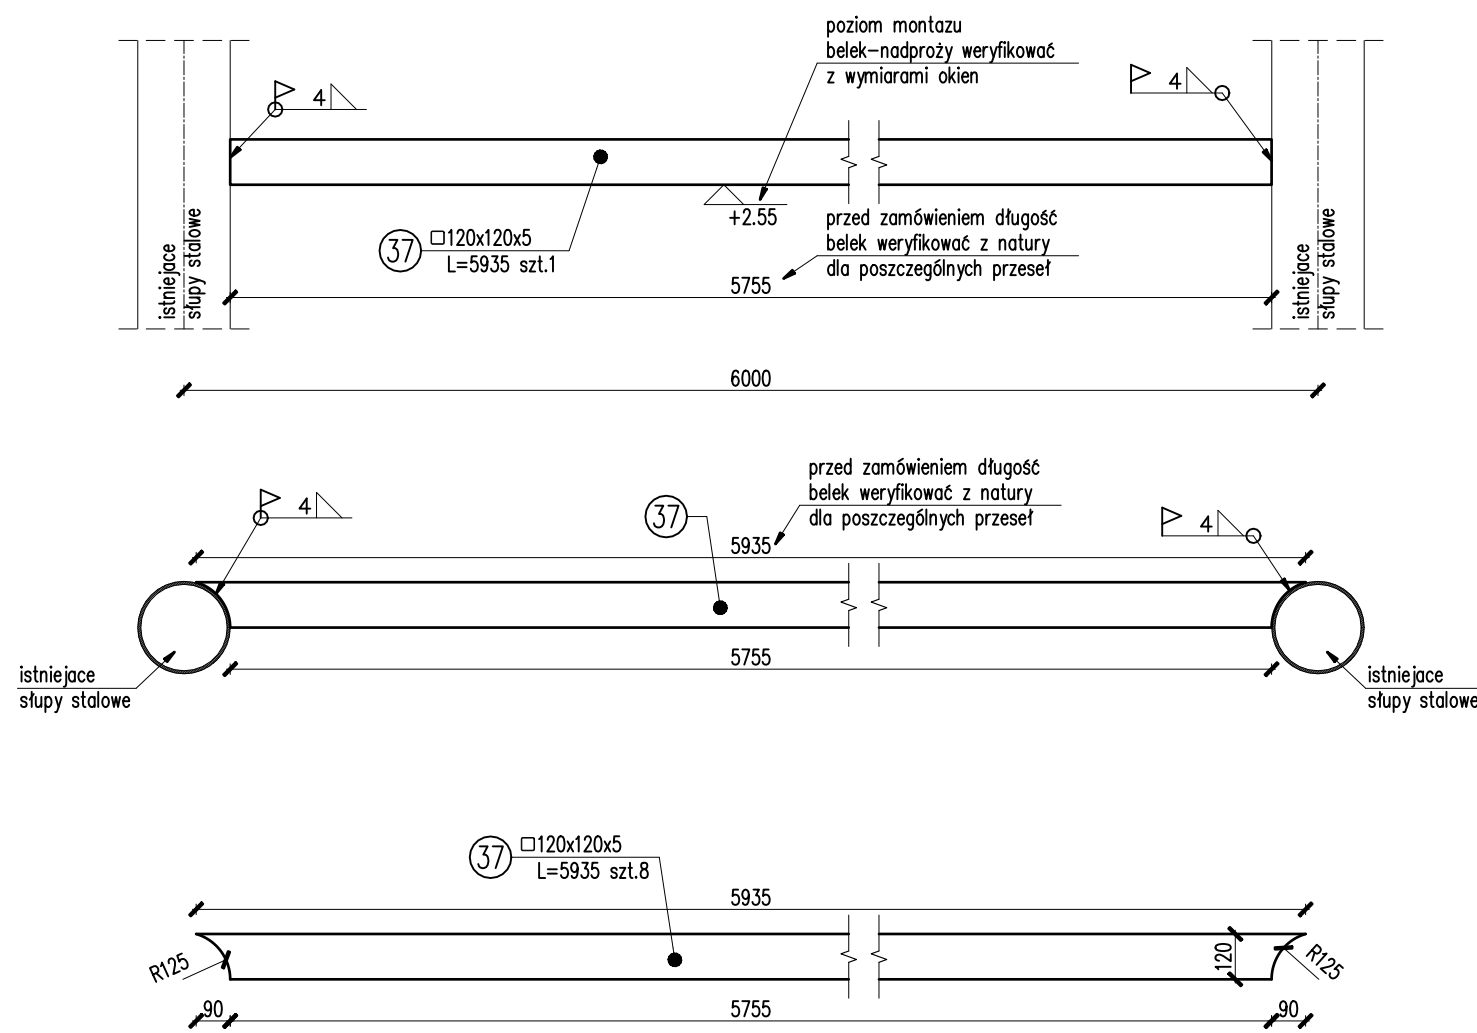 poziom montazu
belek-nadproży weryfikować
z wymiarami okien
4
4
istniejace
słupy stalowe
+2.55
37
□120x120x5
L=5935 szt.1
przed zamówieniem długość
belek weryfikować z natury
dla poszczególnych przeseł
5755
istniejace
słupy stalowe
6000
przed zamówieniem długość
belek weryfikować z natury
dla poszczególnych przeseł
4
37
4
5935
5755
istniejace
słupy stalowe
istniejace
słupy stalowe
37
□120x120x5
L=5935 szt.8
5935
R125
120
R125
90
5755
90